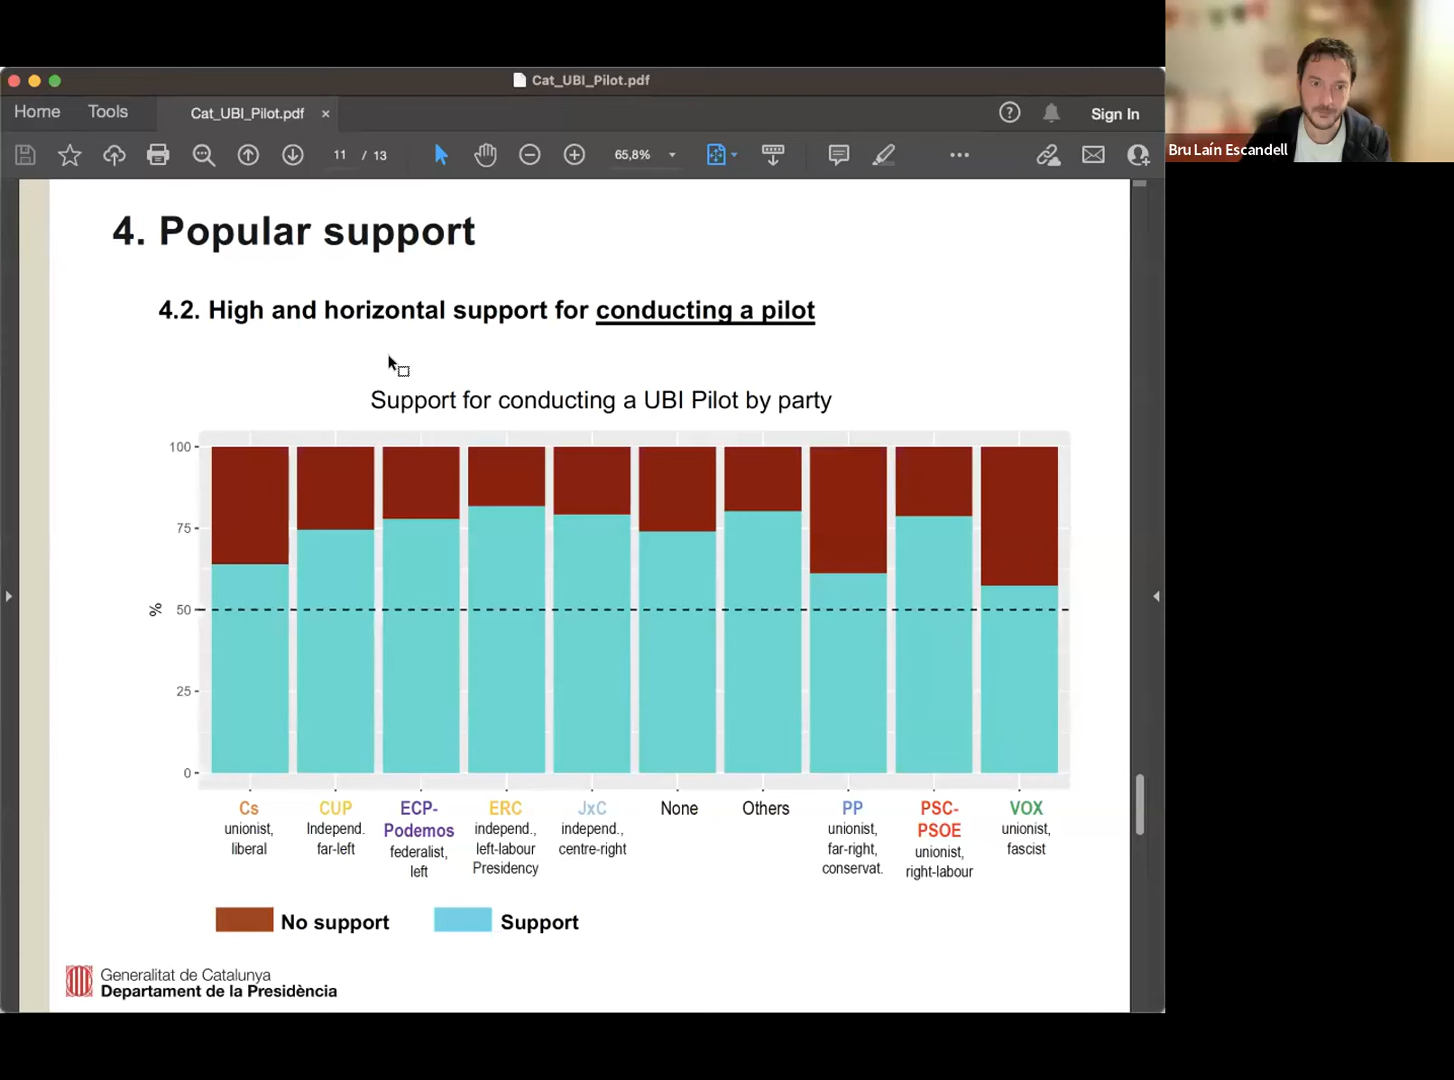 Cat_UBI_Pilot.pdf
Home Tools Cat_UBI_Pilot.pdf × Sign In
11 / 13 65,8%
Bru Laín Escandell
4. Popular support
4.2. High and horizontal support for conducting a pilot
Support for conducting a UBI Pilot by party
100
75
50
25
0
%
Cs
unionist,
liberal
CUP
Independ.
far-left
ECP-
Podemos
federalist,
left
ERC
independ.,
left-labour
Presidency
JxC
independ.,
centre-right
None
Others
PP
unionist,
far-right,
conservat.
PSC-
PSOE
unionist,
right-labour
VOX
unionist,
fascist
No support
Support
Generalitat de Catalunya
Departament de la Presidència